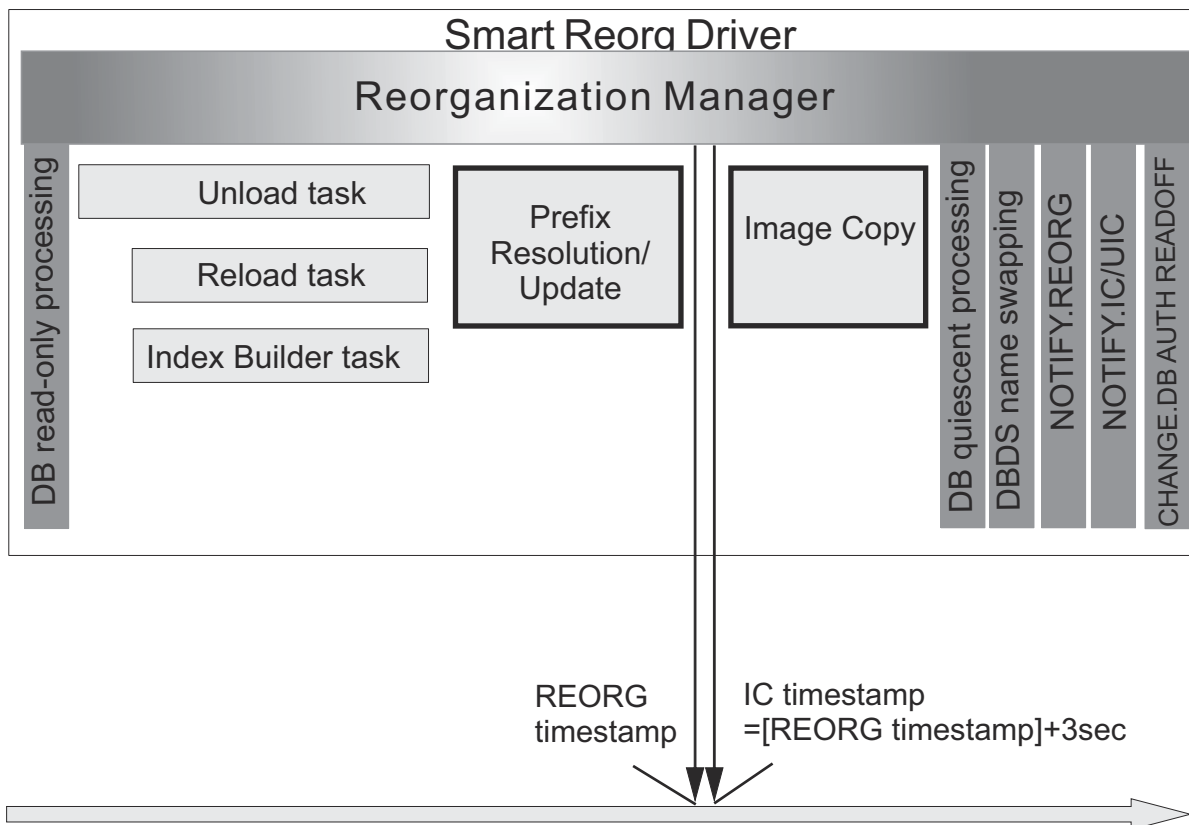 Smart Reorg Driver
Reorganization Manager
DB read-only processing
Unload task
Reload task
Index Builder task
Prefix
Resolution/
Update
Image Copy
DB quiescent processing
DBDS name swapping
NOTIFY.REORG
NOTIFY.IC/UIC
CHANGE.DB AUTH READOFF
REORG
timestamp
IC timestamp
=[REORG timestamp]+3sec